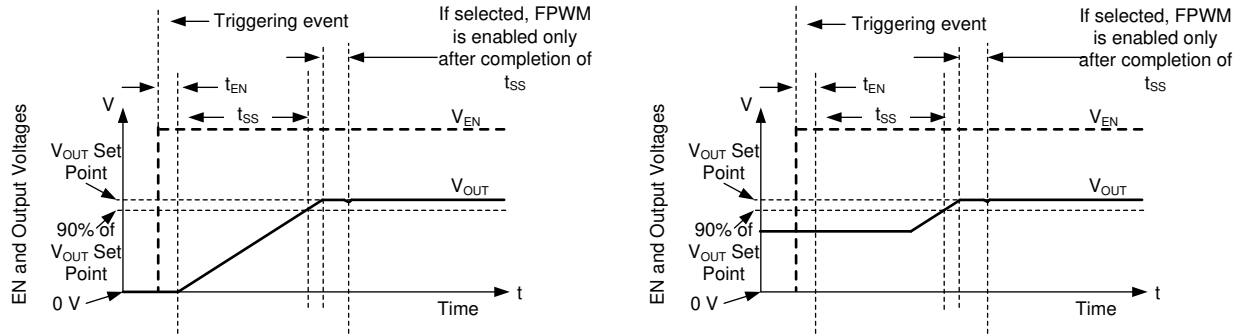 Triggering event
If selected, FPWM
is enabled only
after completion of
tSS
tEN
V
tSS
VEN
EN and Output Voltages
VOUT Set
Point
VOUT
90% of
VOUT Set
Point
0 V
t
Time
Triggering event
If selected, FPWM
is enabled only
after completion of
tSS
tEN
V
tSS
VEN
EN and Output Voltages
VOUT Set
Point
VOUT
90% of
VOUT Set
Point
0 V
t
Time